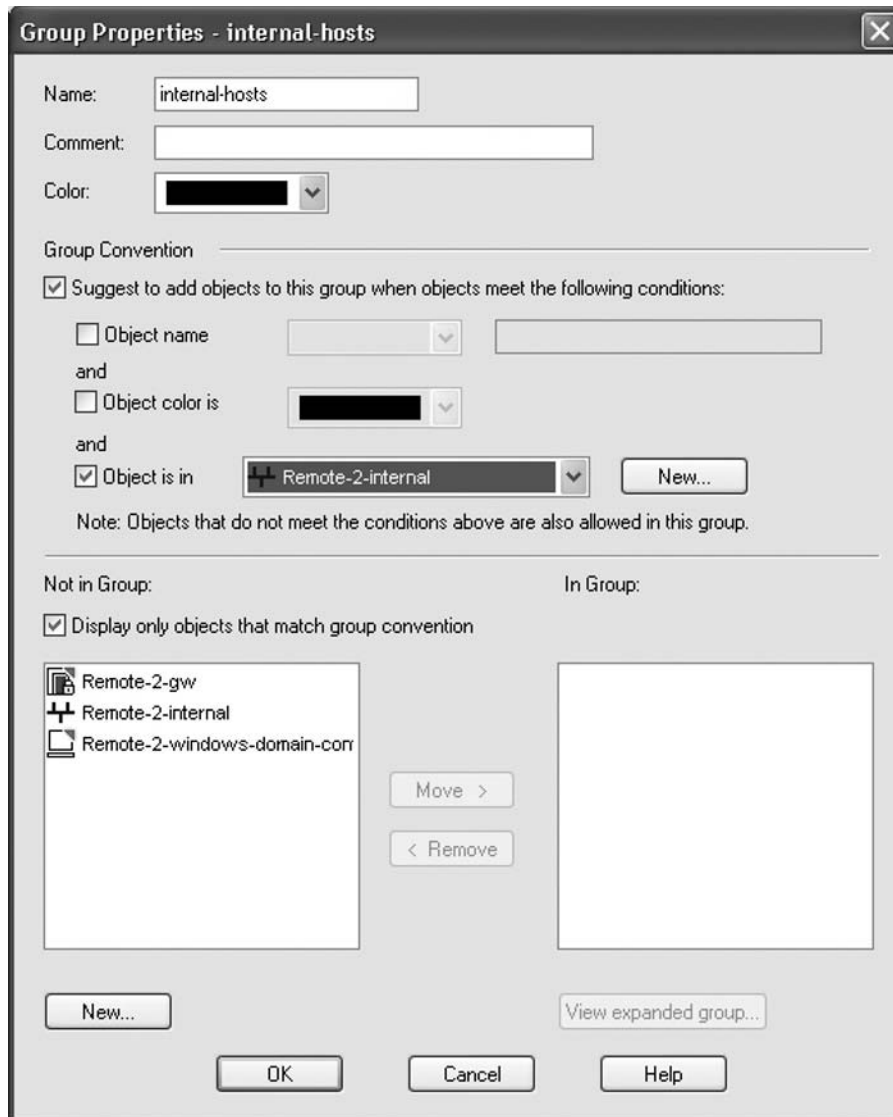 Group Properties - internal-hosts
Name: internal-hosts
Comment:
Color:
Group Convention
Suggest to add objects to this group when objects meet the following conditions:
Object name
and
Object color is
and
Object is in Remote-2-internal New...
Note: Objects that do not meet the conditions above are also allowed in this group.
Not in Group: In Group:
Display only objects that match group convention
Remote-2-gw
Remote-2-internal
Remote-2-windows-domain-con
Move >
< Remove
New... View expanded group...
OK Cancel Help